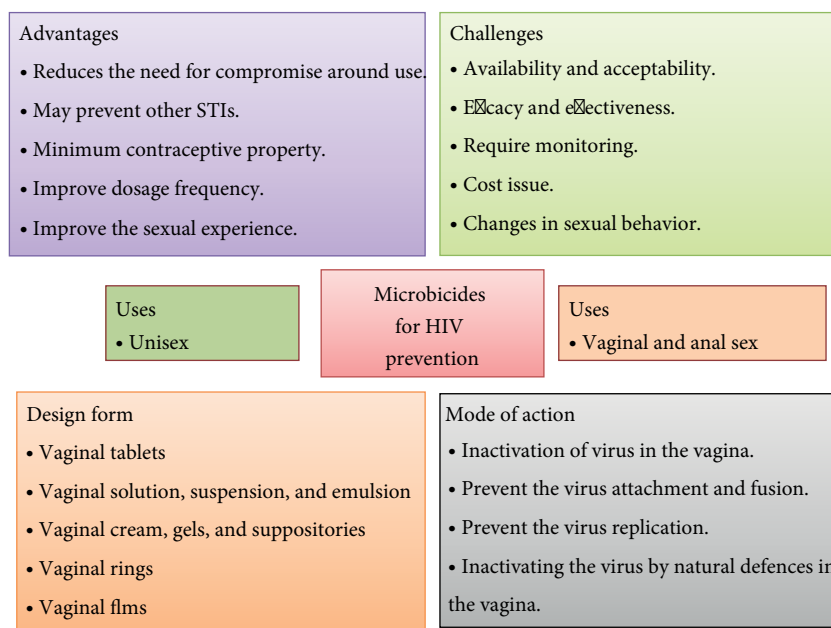 Advantages
• Reduces the need for compromise around use.
• May prevent other STIs.
• Minimum contraceptive property.
• Improve dosage frequency.
• Improve the sexual experience.
Challenges
• Availability and acceptability.
• E☒cacy and e☒ectiveness.
• Require monitoring.
• Cost issue.
• Changes in sexual behavior.
Uses
• Unisex
Microbicides
for HIV
prevention
Uses
• Vaginal and anal sex
Design form
• Vaginal tablets
• Vaginal solution, suspension, and emulsion
• Vaginal cream, gels, and suppositories
• Vaginal rings
• Vaginal flms
Mode of action
• Inactivation of virus in the vagina.
• Prevent the virus attachment and fusion.
• Prevent the virus replication.
• Inactivating the virus by natural defences in
the vagina.